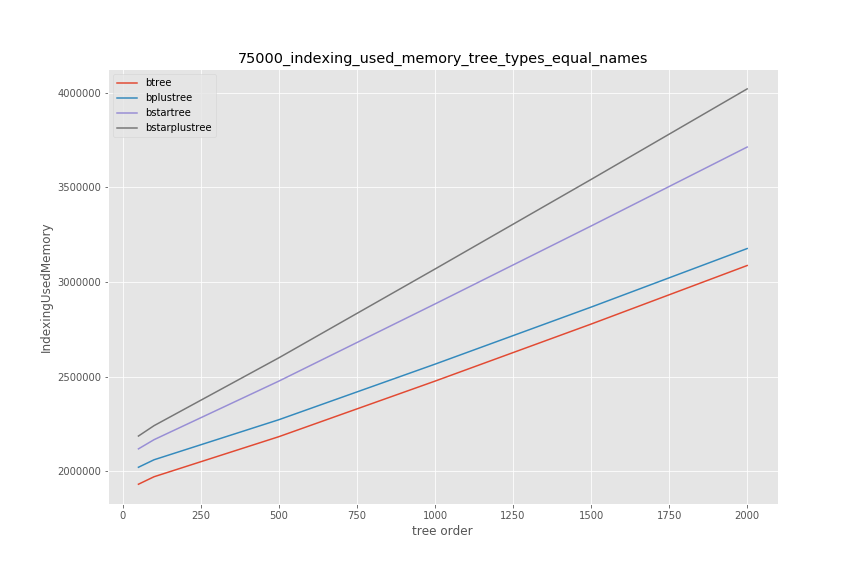 75000_indexing_used_memory_tree_types_equal_names
btree
bplustree
bstartree
bstarplustree
4000000
3500000
3000000
2500000
2000000
IndexingUsedMemory
0 250 500 750 1000 1250 1500 1750 2000
tree order